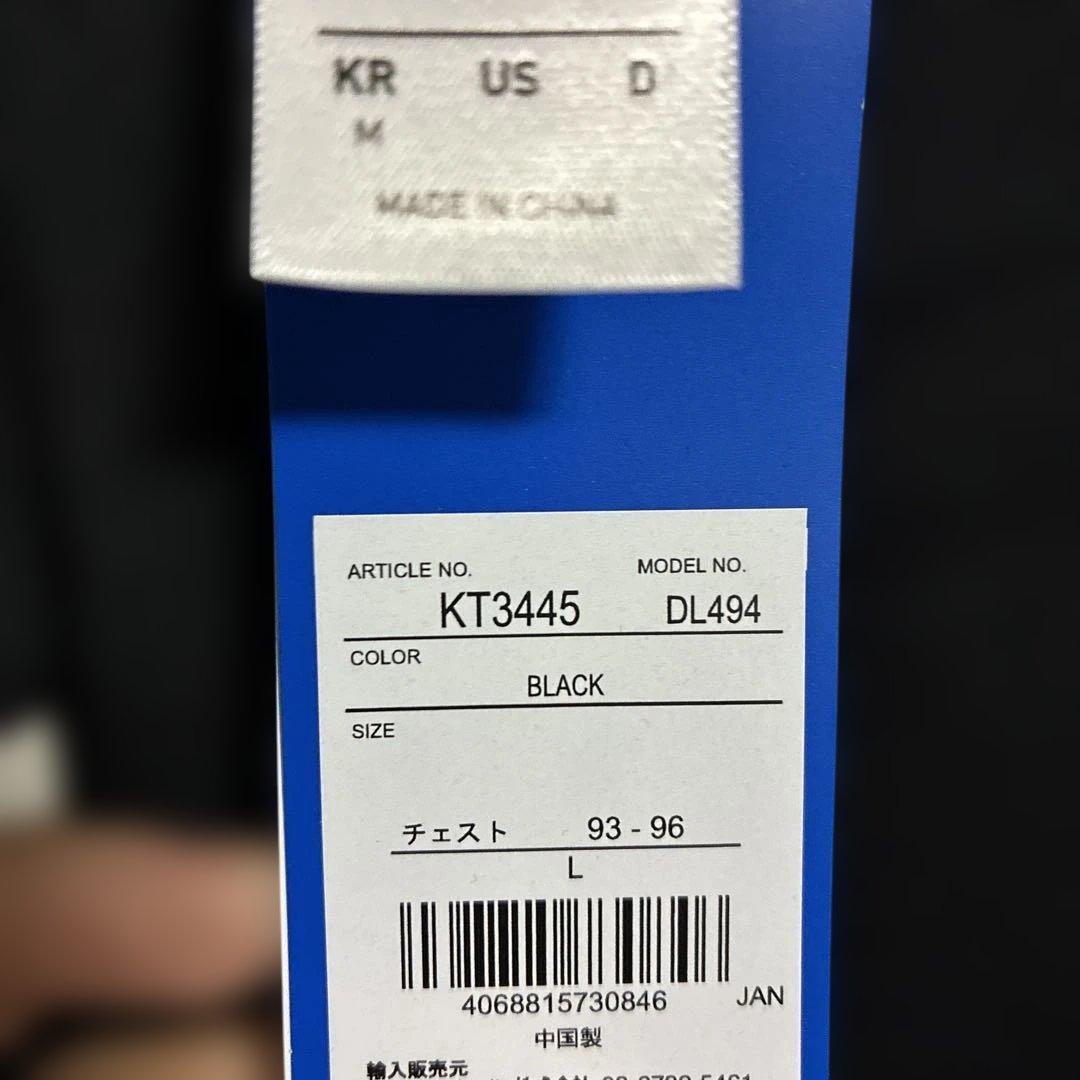 KR US D
M
MADE IN CHINA
ARTICLE NO. MODEL NO.
KT3445 DL494
COLOR
BLACK
SIZE
チェスト 93 - 96
L
4068815730846 JAN
中国製
輸入販売元